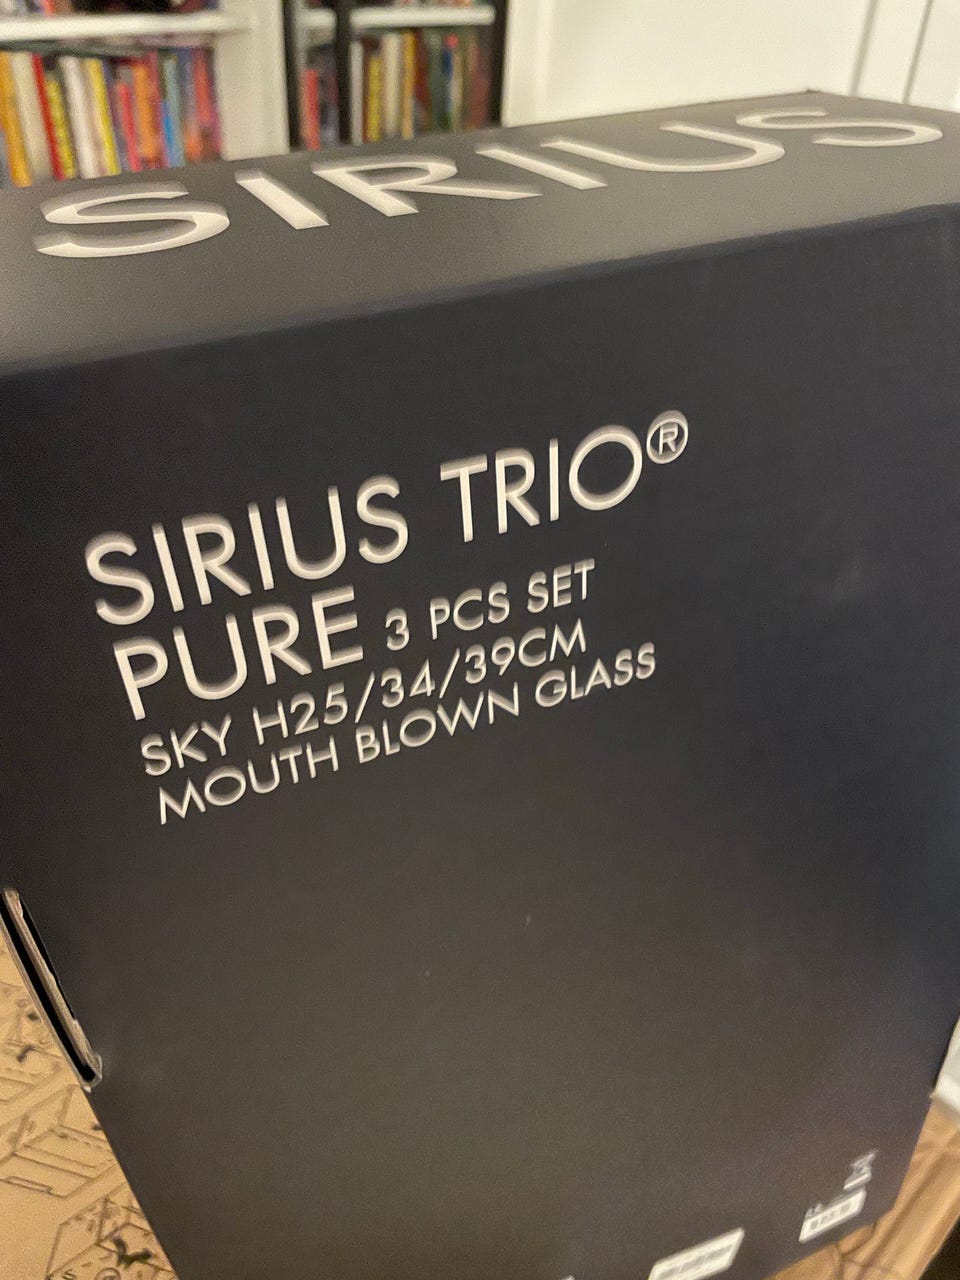 SIRIUS
SIRIUS TRIO®
PURE 3 PCS SET
SKY H25/34/39CM
MOUTH BLOWN GLASS